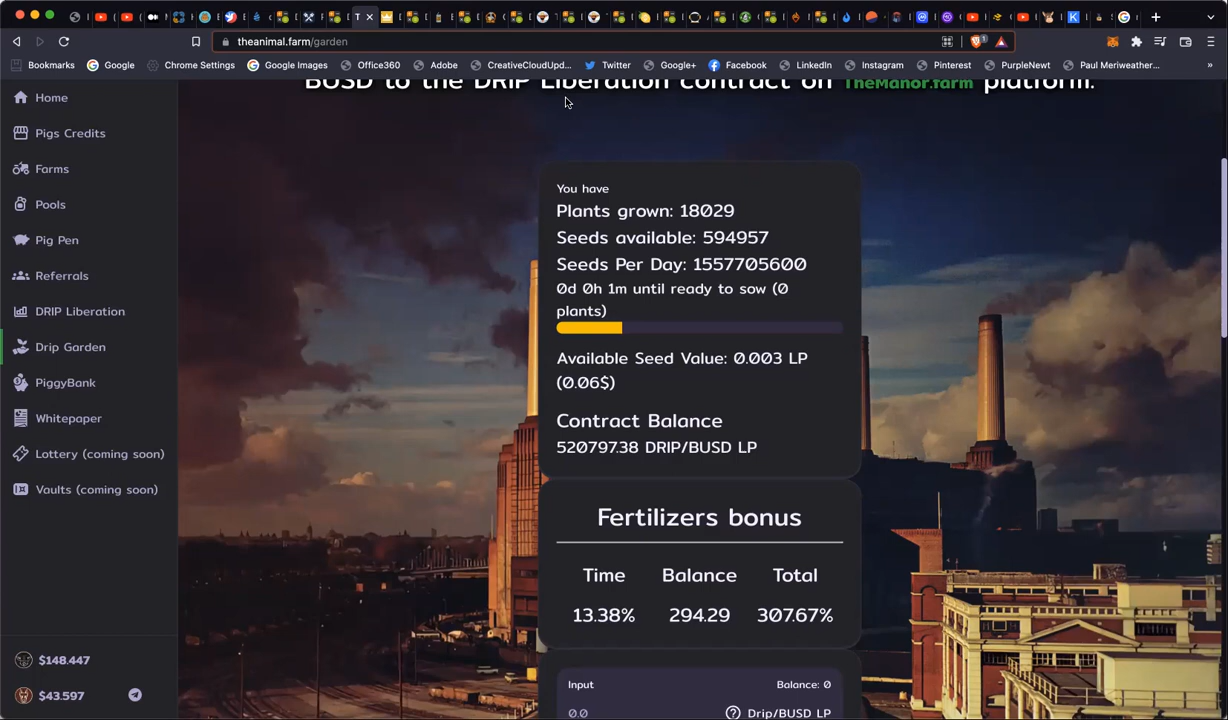 theanimal.farm/garden
1
Bookmarks
Google
Chrome Settings
Google Images
Office360
Adobe
CreativeCloudUpd...
Twitter
Google+
Facebook
LinkedIn
Instagram
Pinterest
PurpleNewt
Paul Meriweather...
»
Home
Pigs Credits
Farms
Pools
Pig Pen
Referrals
DRIP Liberation
Drip Garden
PiggyBank
Whitepaper
Lottery (coming soon)
Vaults (coming soon)
$148.447
$43.597
BUSD to the DRIP Liberation contract on TheManor.farm platform.
You have
Plants grown: 18029
Seeds available: 594957
Seeds Per Day: 1557705600
0d 0h 1m until ready to sow (0
plants)
Available Seed Value: 0.003 LP
(0.06$)
Contract Balance
52079.7.38 DRIP/BUSD LP
Fertilizers bonus
Time Balance Total
13.38% 294.29 307.67%
Input Balance: 0
0.0 Drip/BUSD LP